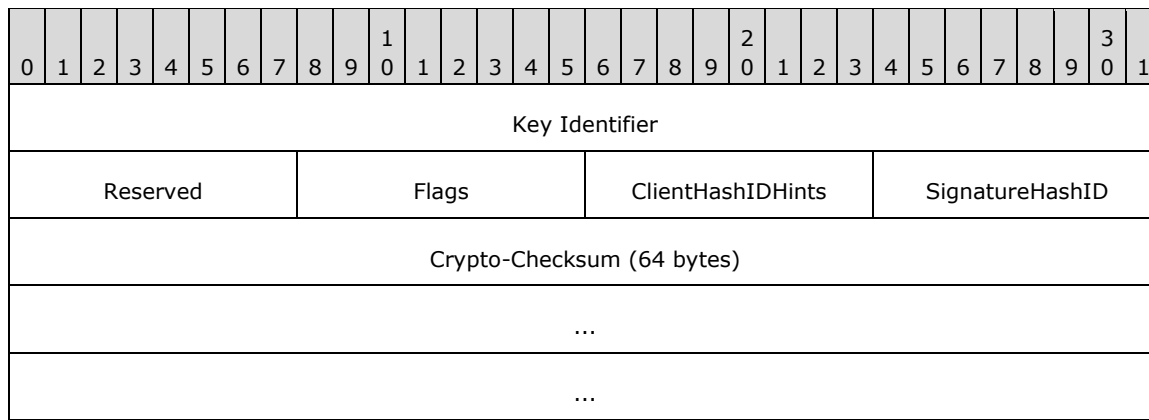 1 2 3
0 1 2 3 4 5 6 7 8 9 0 1 2 3 4 5 6 7 8 9 0 1 2 3 4 5 6 7 8 9 0 1
Key Identifier
Reserved Flags ClientHashIDHints SignatureHashID
Crypto-Checksum (64 bytes)
...
...